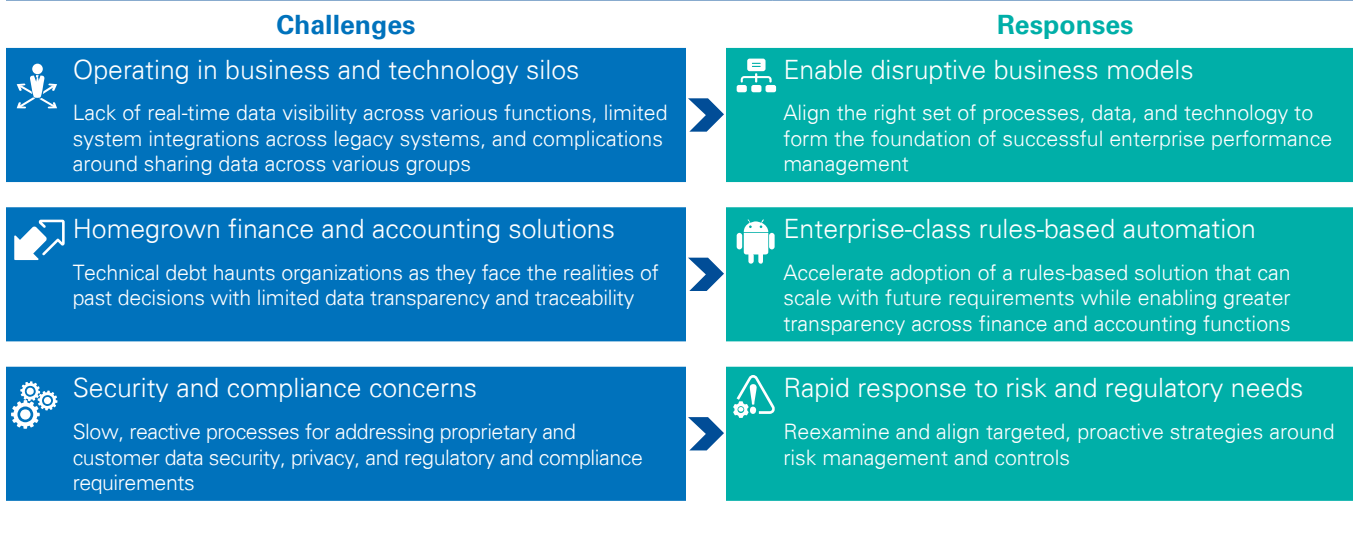 Challenges
Responses
Operating in business and technology silos
Lack of real-time data visibility across various functions, limited
system integrations across legacy systems, and complications
around sharing data across various groups
Enable disruptive business models
Align the right set of processes, data, and technology to
form the foundation of successful enterprise performance
management
Homegrown finance and accounting solutions
Technical debt haunts organizations as they face the realities of
past decisions with limited data transparency and traceability
Enterprise-class rules-based automation
Accelerate adoption of a rules-based solution that can
scale with future requirements while enabling greater
transparency across finance and accounting functions
Security and compliance concerns
Slow, reactive processes for addressing proprietary and
customer data security, privacy, and regulatory and compliance
requirements
Rapid response to risk and regulatory needs
Reexamine and align targeted, proactive strategies around
risk management and controls